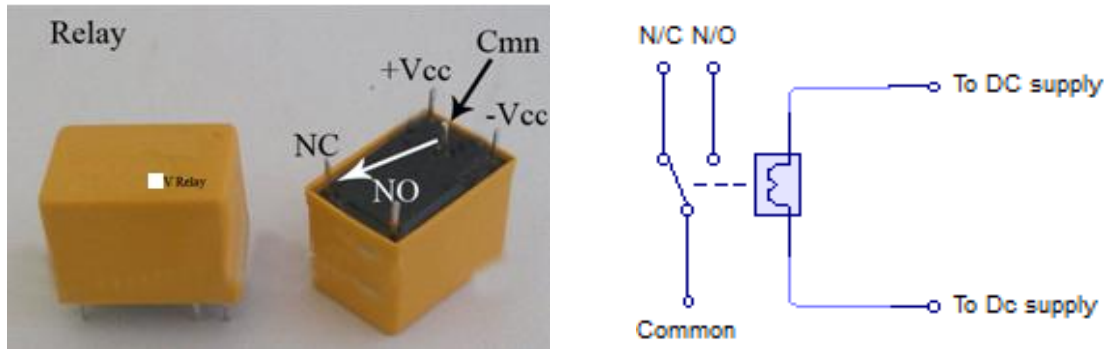 Relay
Cmn
+Vcc
-Vcc
NC
NO
V Relay
N/C N/O
To DC supply
To Dc supply
Common